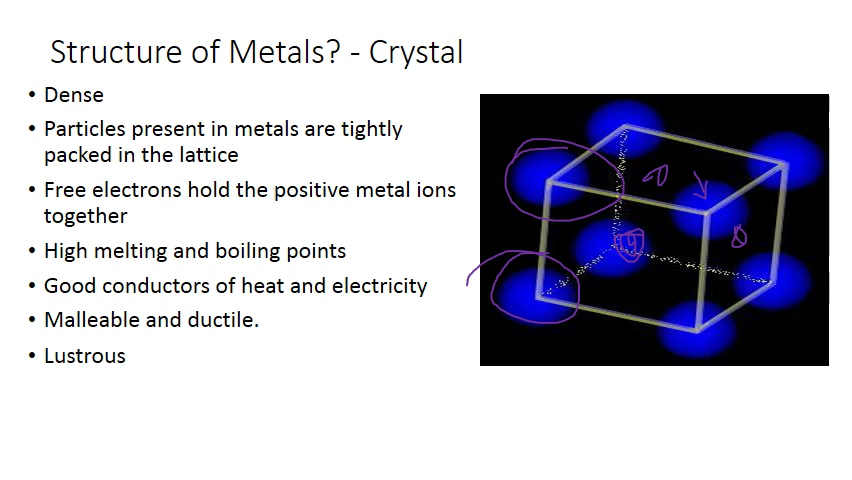 Structure of Metals? - Crystal
• Dense
• Particles present in metals are tightly
packed in the lattice
• Free electrons hold the positive metal ions
together
• High melting and boiling points
• Good conductors of heat and electricity
• Malleable and ductile.
• Lustrous